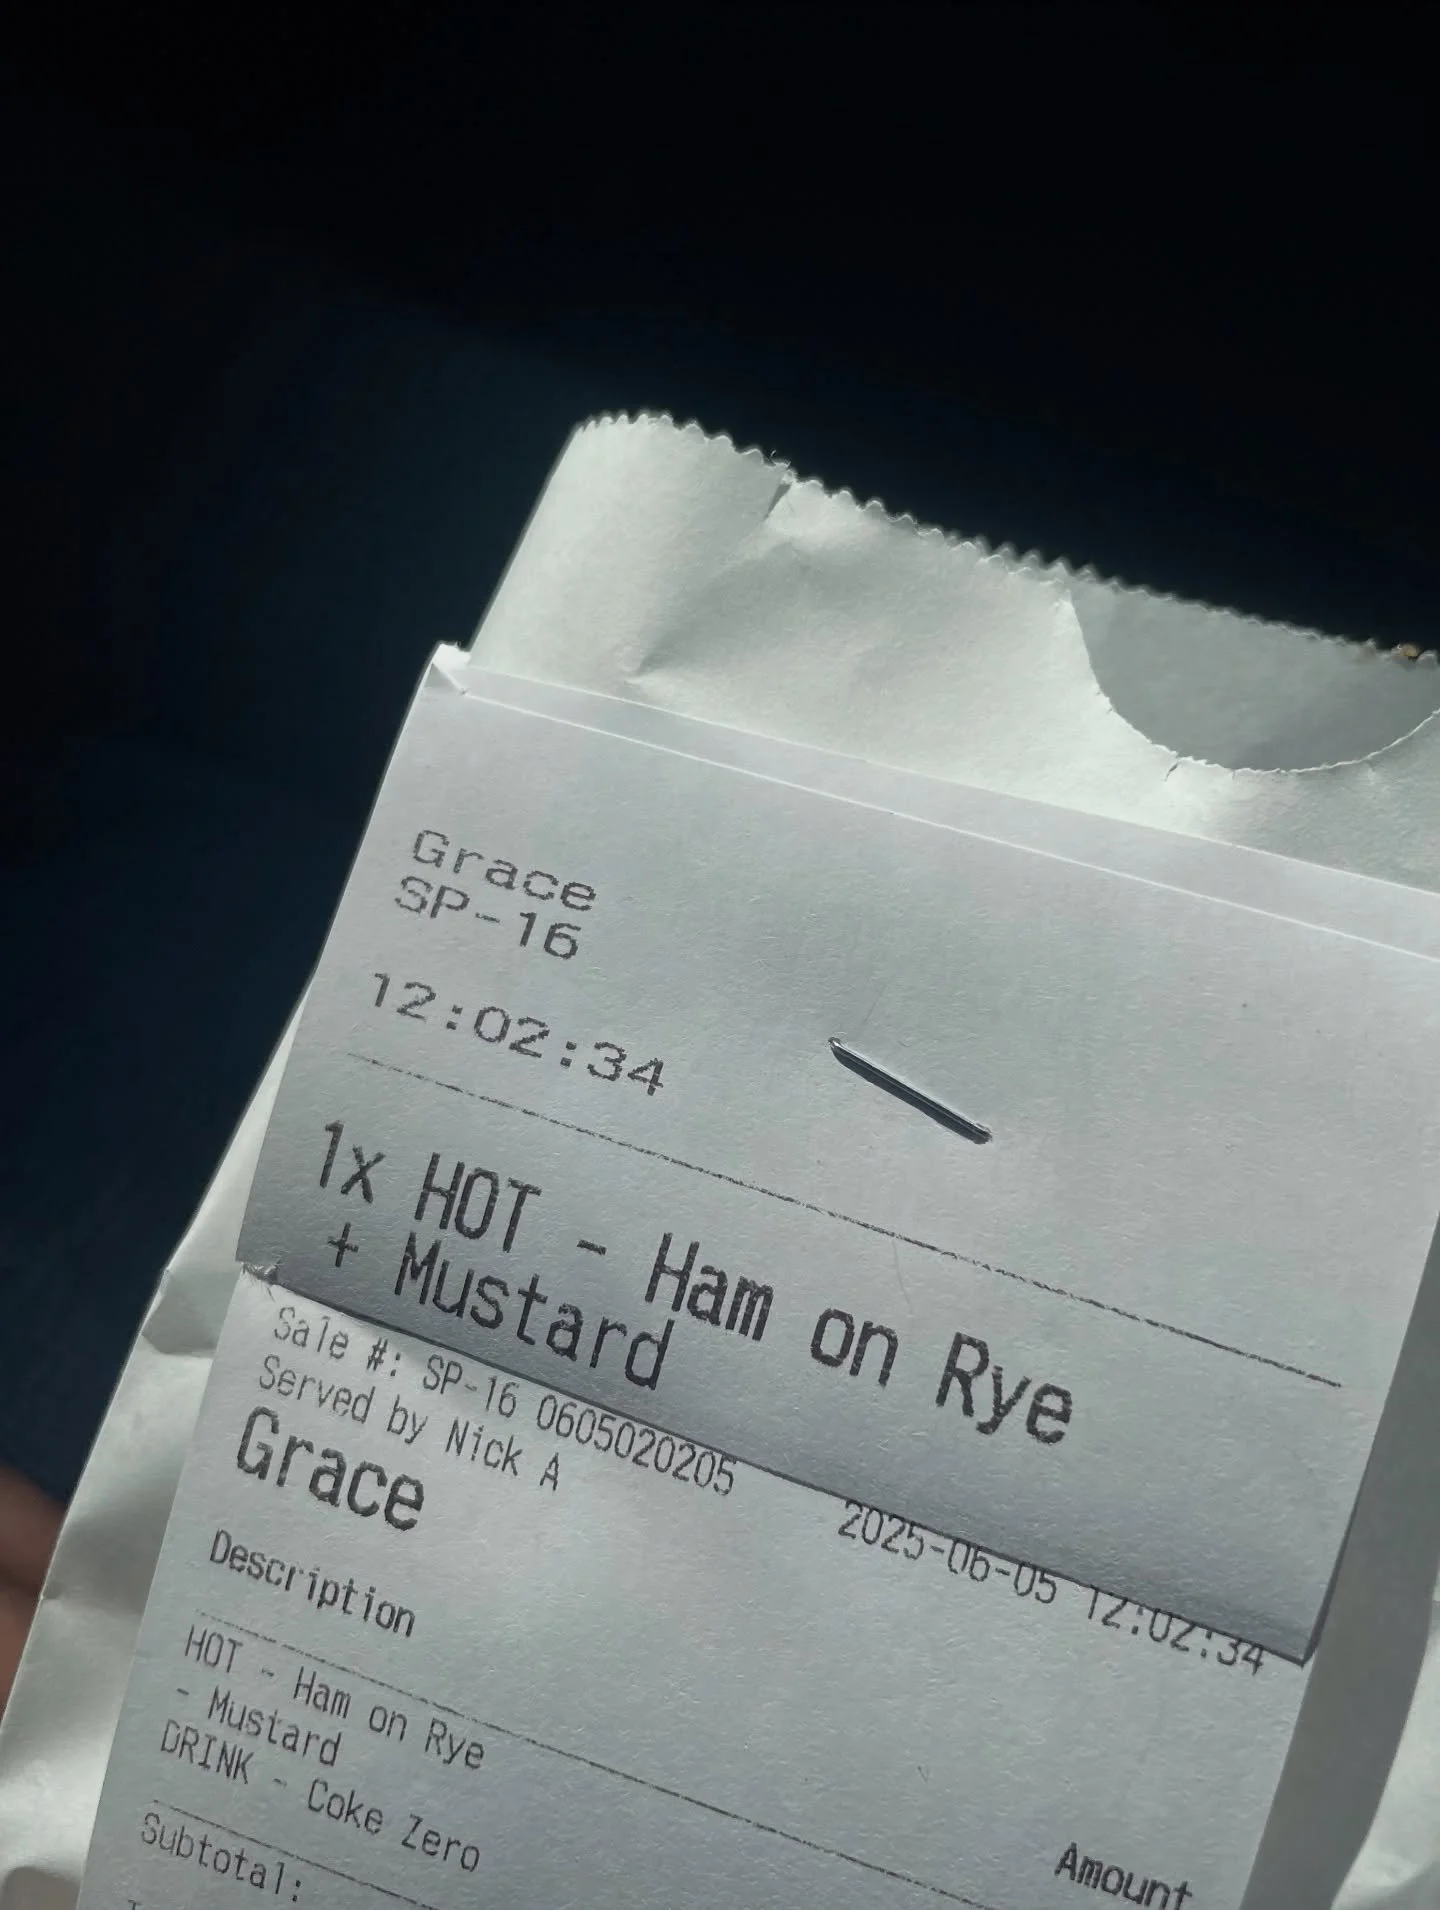 Grace
SP-16
12:02:34
1x HOT - Ham on Rye
+ Mustard
Sale #: SP-16 0605020205
2025-06-05 12:02:34
Served by Nick A
Grace
Description
Amount
HOT - Ham on Rye
- Mustard
DRINK - Coke Zero
Subtotal: